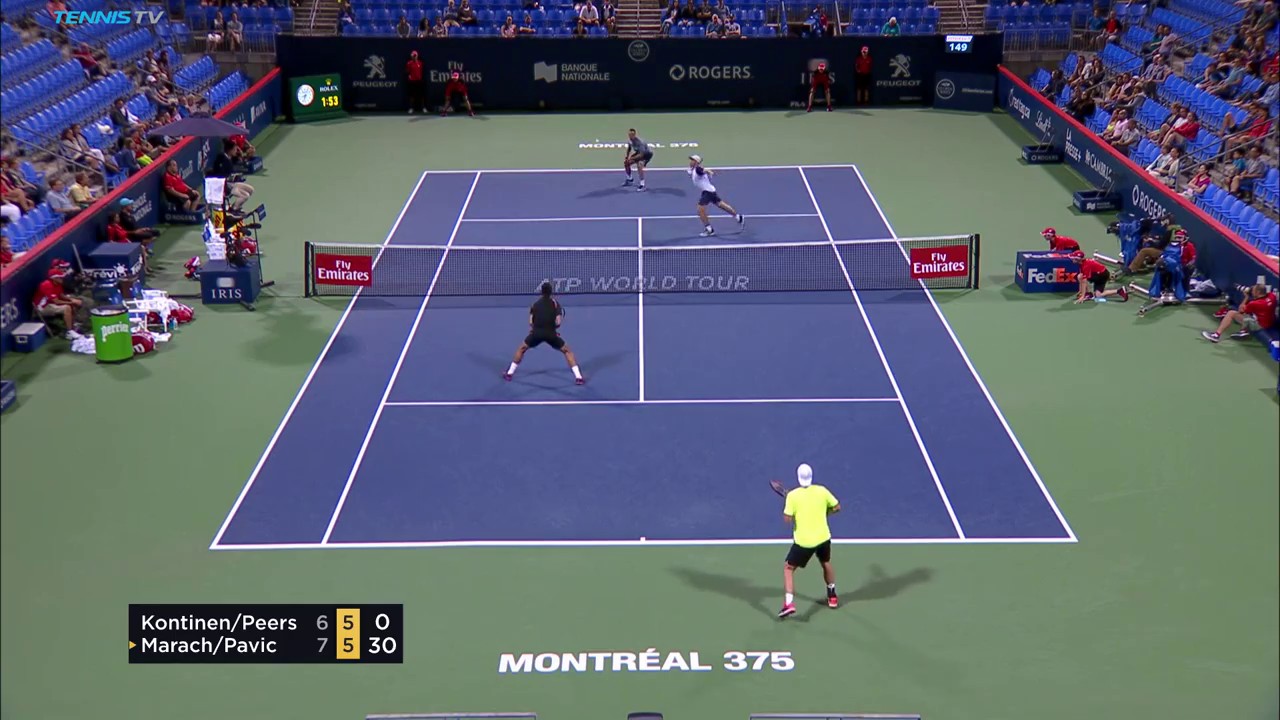 TENNIS TV
149
PEUGEOT
Fly Emirates
BANQUE
NATIONALE
ROGERS
PEUGEOT
ROLEX
1:53
MONTRÉAL 375
LA PRESSE+
ROGERS
Fly
Emirates
Fly
Emirates
ATP WORLD TOUR
FedEx
IRIS
perrier
Kontinen/Peers 6 5 0
Marach/Pavic 7 5 30
MONTRÉAL 375